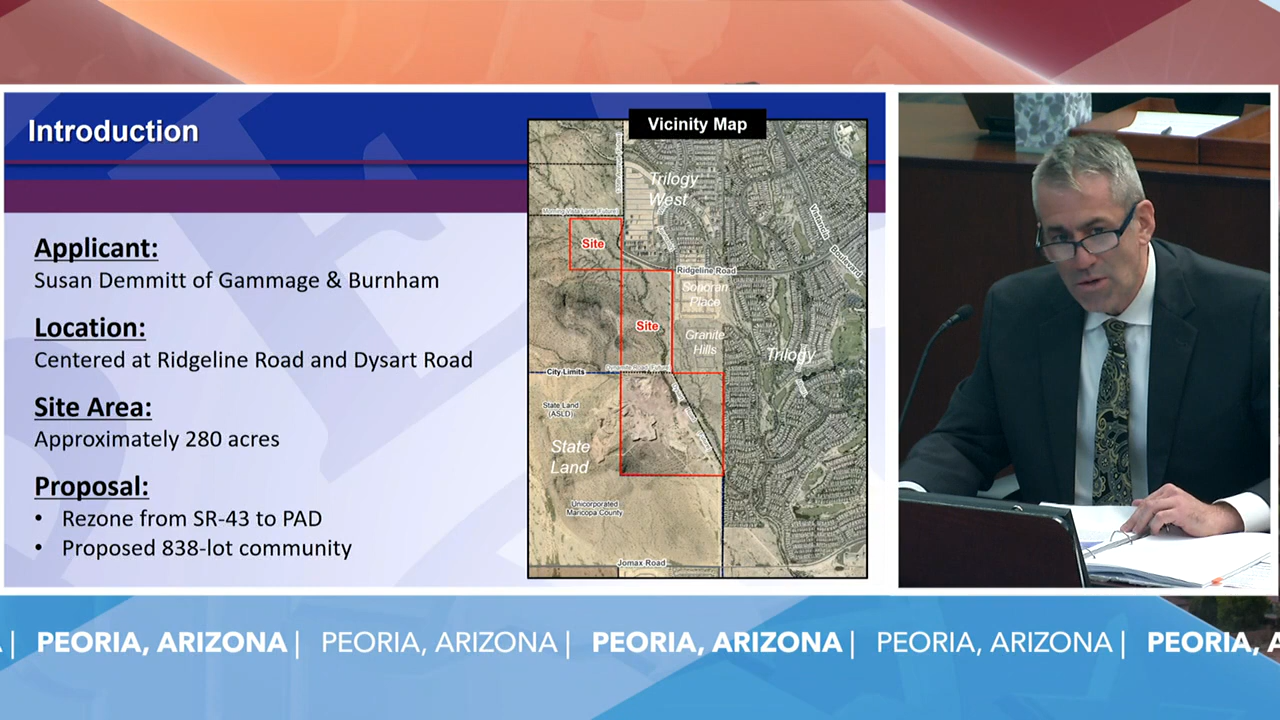 Introduction
Applicant:
Susan Demmitt of Gammage & Burnham
Location:
Centered at Ridgeline Road and Dysart Road
Site Area:
Approximately 280 acres
Proposal:
• Rezone from SR-43 to PAD
• Proposed 838-lot community
Vicinity Map
Trilogy
West
Site
Ridgeline Road
Vistancia
Boulevard
Sonoran
Place
Site
Granite
Hills
Trilogy
City Limits
State Land
(ASLD)
State
Land
Unicorporated
Maricopa County
Jomax Road
A | PEORIA, ARIZONA | PEORIA, ARIZONA | PEORIA, ARIZONA | PEORIA, ARIZONA | PEORIA, A